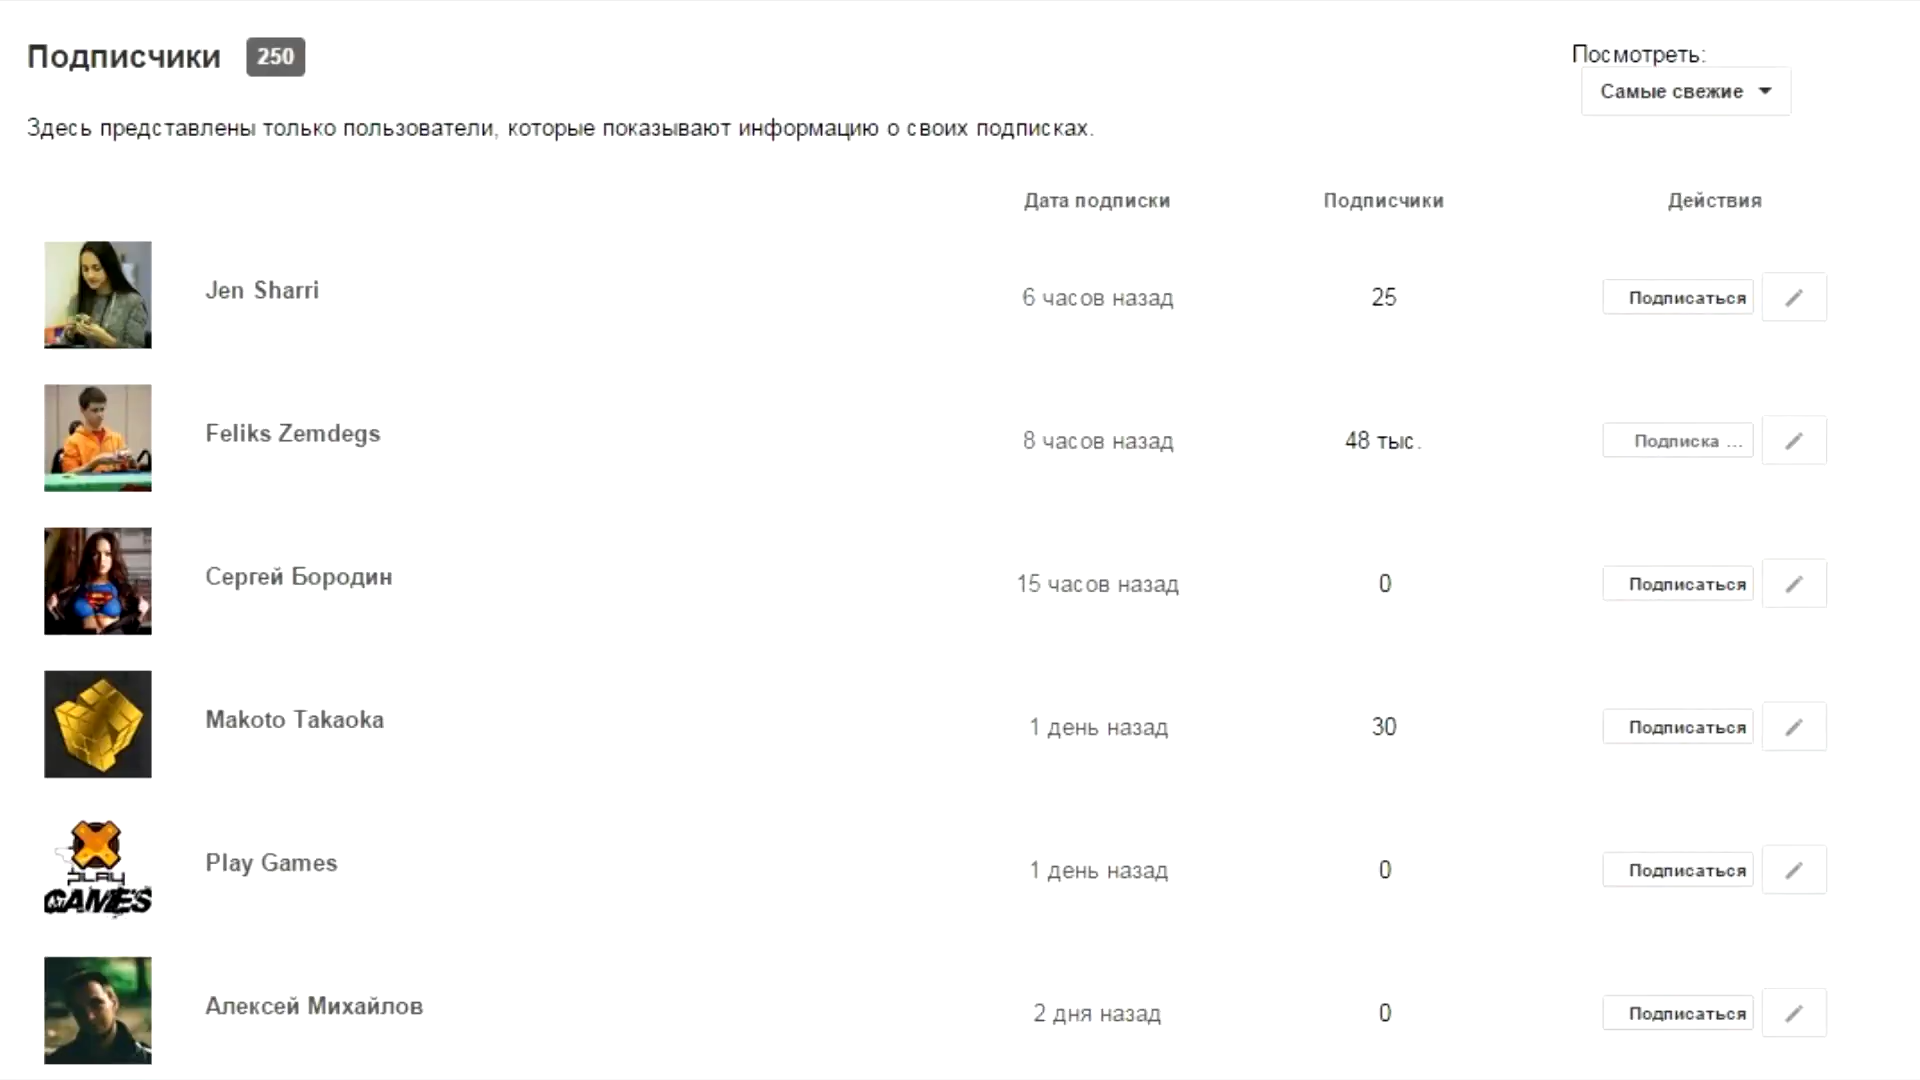 Подписчики 250
Посмотреть:
Самые свежие
Здесь представлены только пользователи, которые показывают информацию о своих подписках.
Дата подписки Подписчики Действия
Jen Sharri 6 часов назад 25 Подписаться
Feliks Zemdegs 8 часов назад 48 тыс. Подписка ...
Сергей Бородин 15 часов назад 0 Подписаться
Makoto Takaoka 1 день назад 30 Подписаться
PLAY
GAMES
Play Games 1 день назад 0 Подписаться
Алексей Михайлов 2 дня назад 0 Подписаться